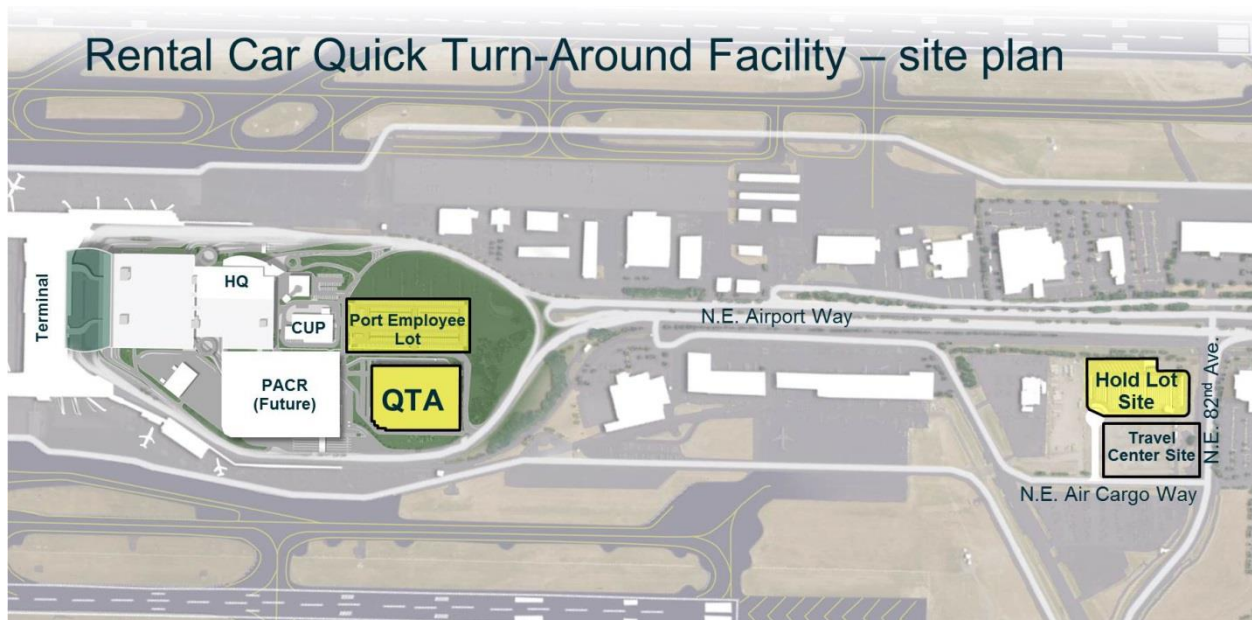 Rental Car Quick Turn-Around Facility – site plan
Terminal
HQ
CUP
Port Employee
Lot
PACR
(Future)
QTA
N.E. Airport Way
Hold Lot
Site
Travel
Center Site
N.E. 82nd Ave.
N.E. Air Cargo Way